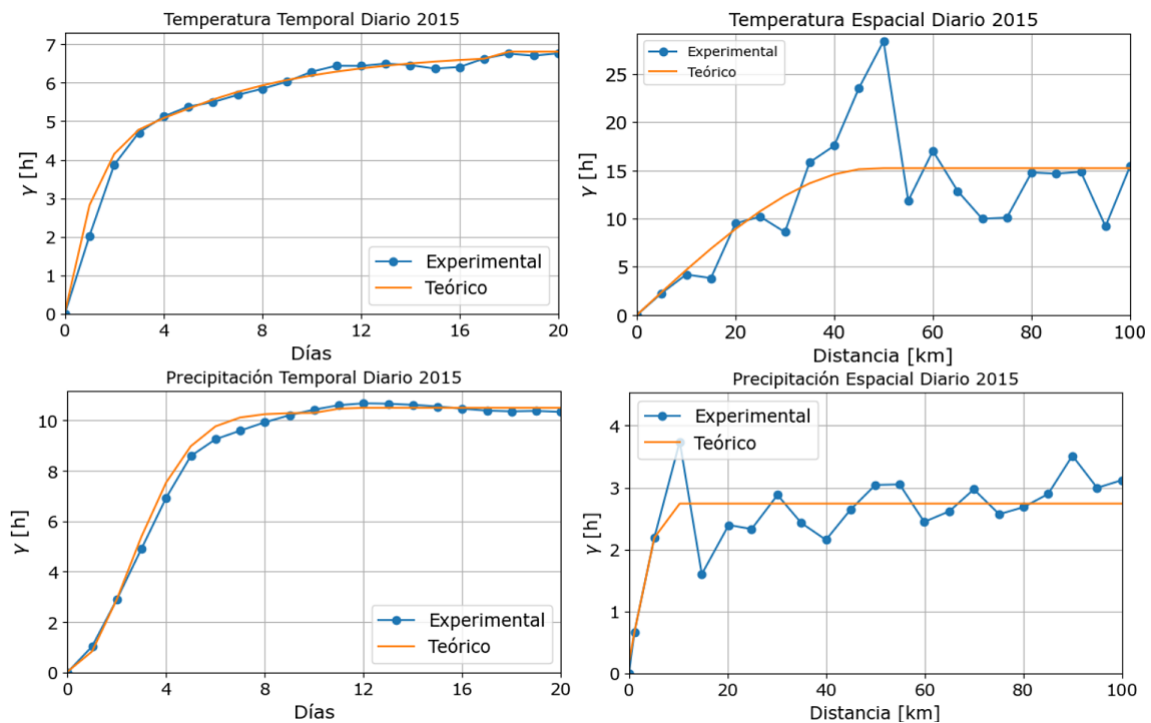 Temperatura Temporal Diario 2015
7
6
5
4
3
2
1
0
γ [h]
Experimental
Teórico
0 4 8 12 16 20
Días
Temperatura Espacial Diario 2015
Experimental
Teórico
25
20
15
10
5
0
γ [h]
0 20 40 60 80 100
Distancia [km]
Precipitación Temporal Diario 2015
10
8
6
4
2
0
γ [h]
Experimental
Teórico
0 4 8 12 16 20
Días
Precipitación Espacial Diario 2015
Experimental
Teórico
4
3
2
1
0
γ [h]
0 20 40 60 80 100
Distancia [km]